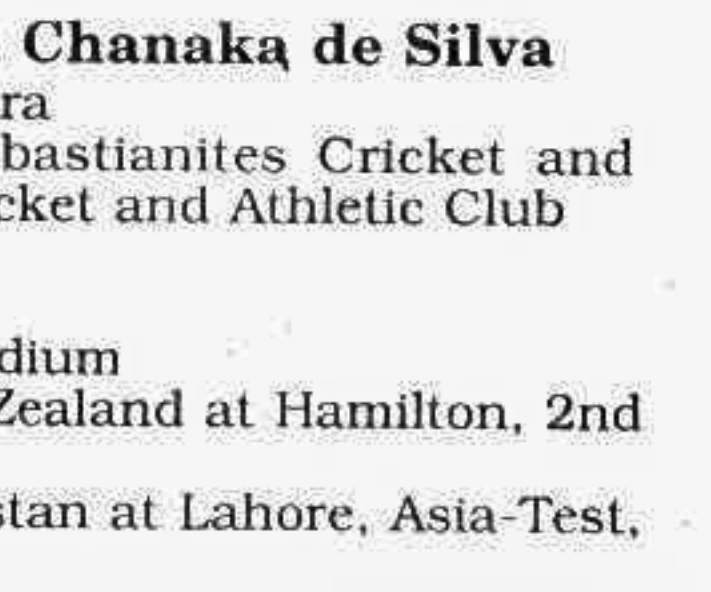 Chanaka de Silva
ra
bastianites Cricket and
cket and Athletic Club
dium
Zealand at Hamilton, 2nd
stan at Lahore, Asia-Test,